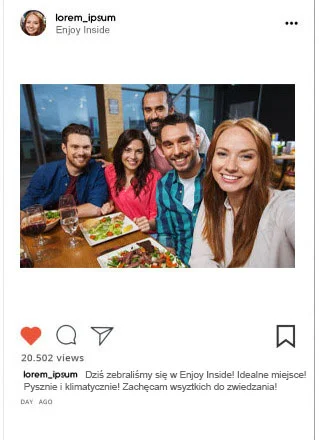 lorem_ipsum
Enjoy Inside
20.502 views
lorem_ipsum Dziś zebraliśmy się w Enjoy Inside! Idealne miejsce!
Pysznie i klimatycznie! Zachęcam wsyztkich do zwiedzania!
DAY AGO